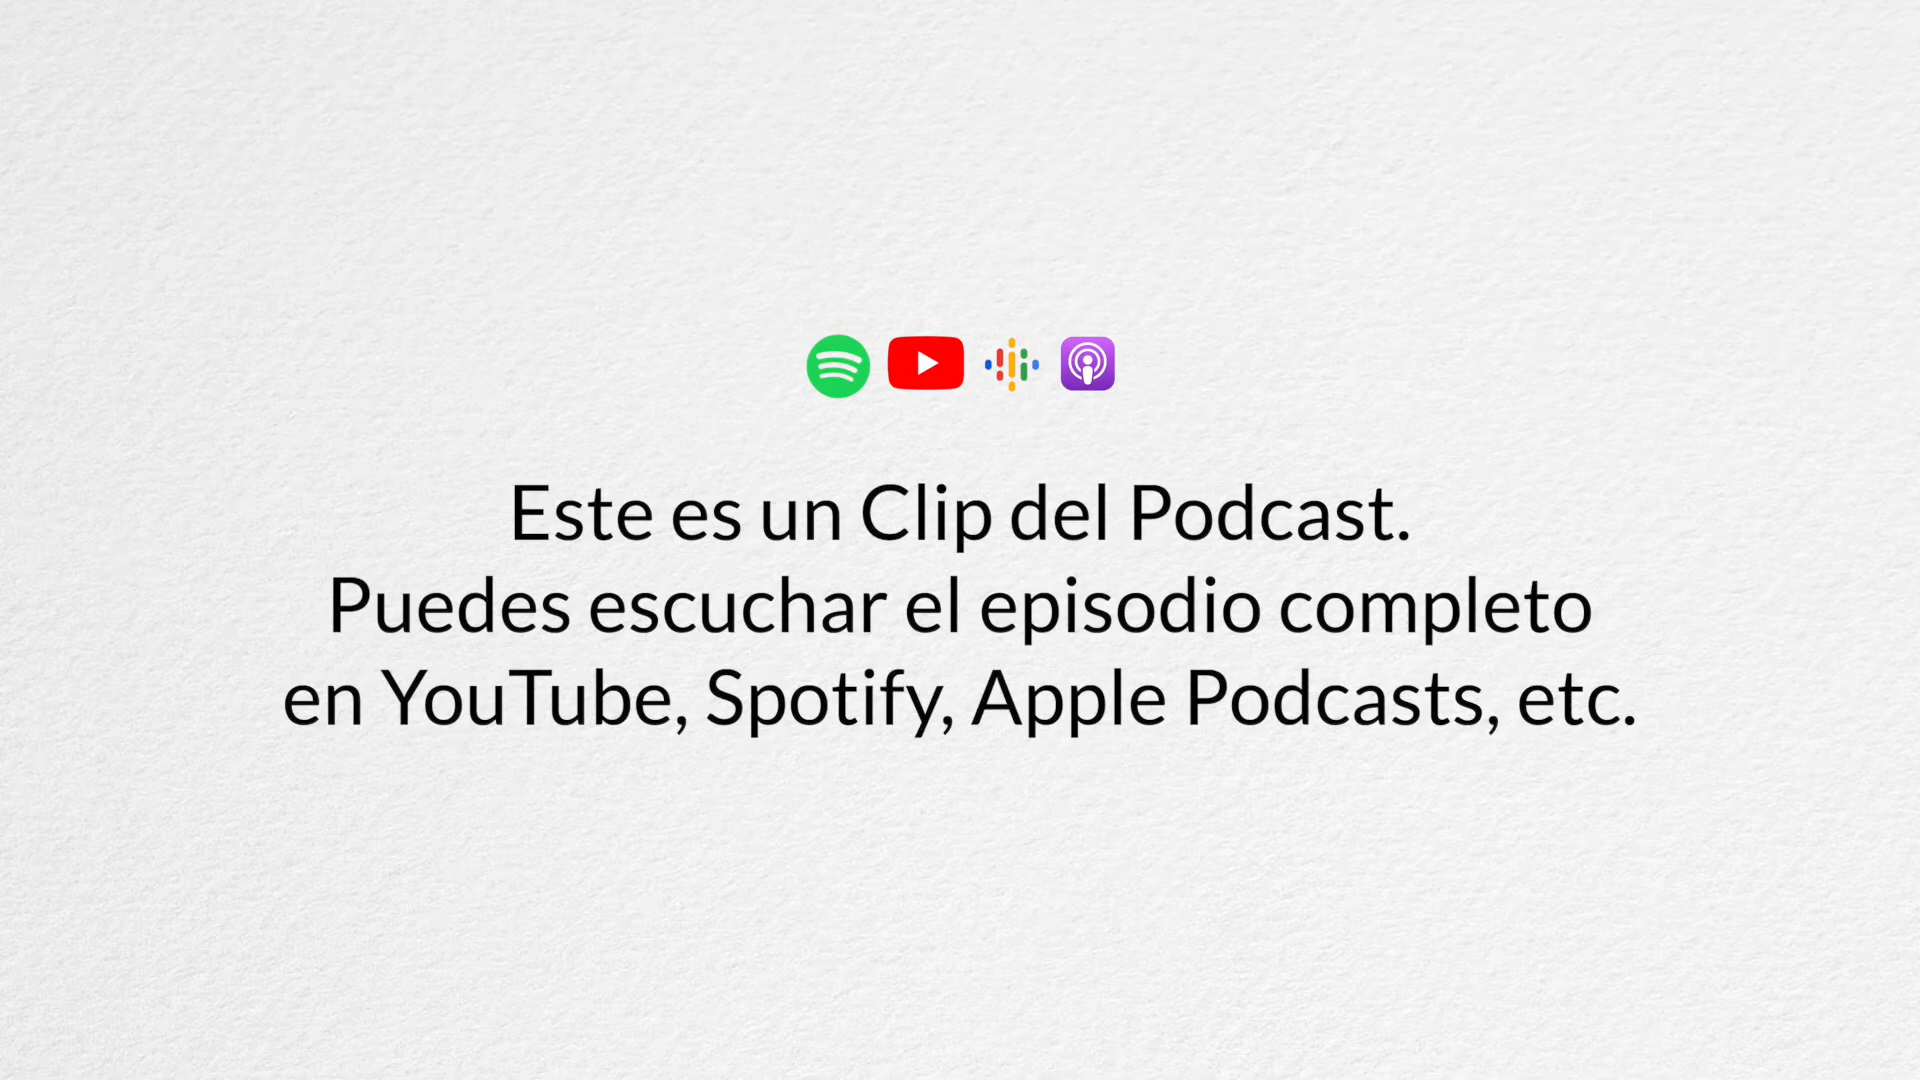 Este es un Clip del Podcast.
Puedes escuchar el episodio completo
en YouTube, Spotify, Apple Podcasts, etc.